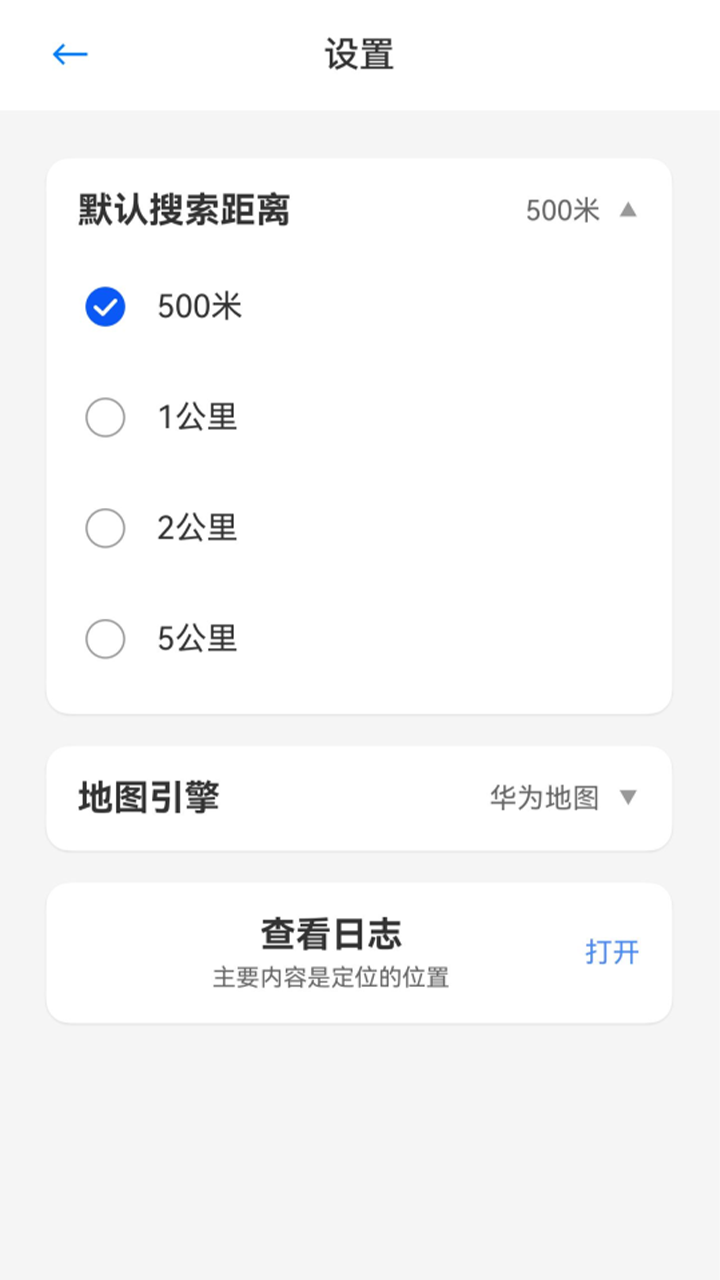 设置
默认搜索距离 500米
500米
1公里
2公里
5公里
地图引擎 华为地图
查看日志
主要内容是定位的位置
打开